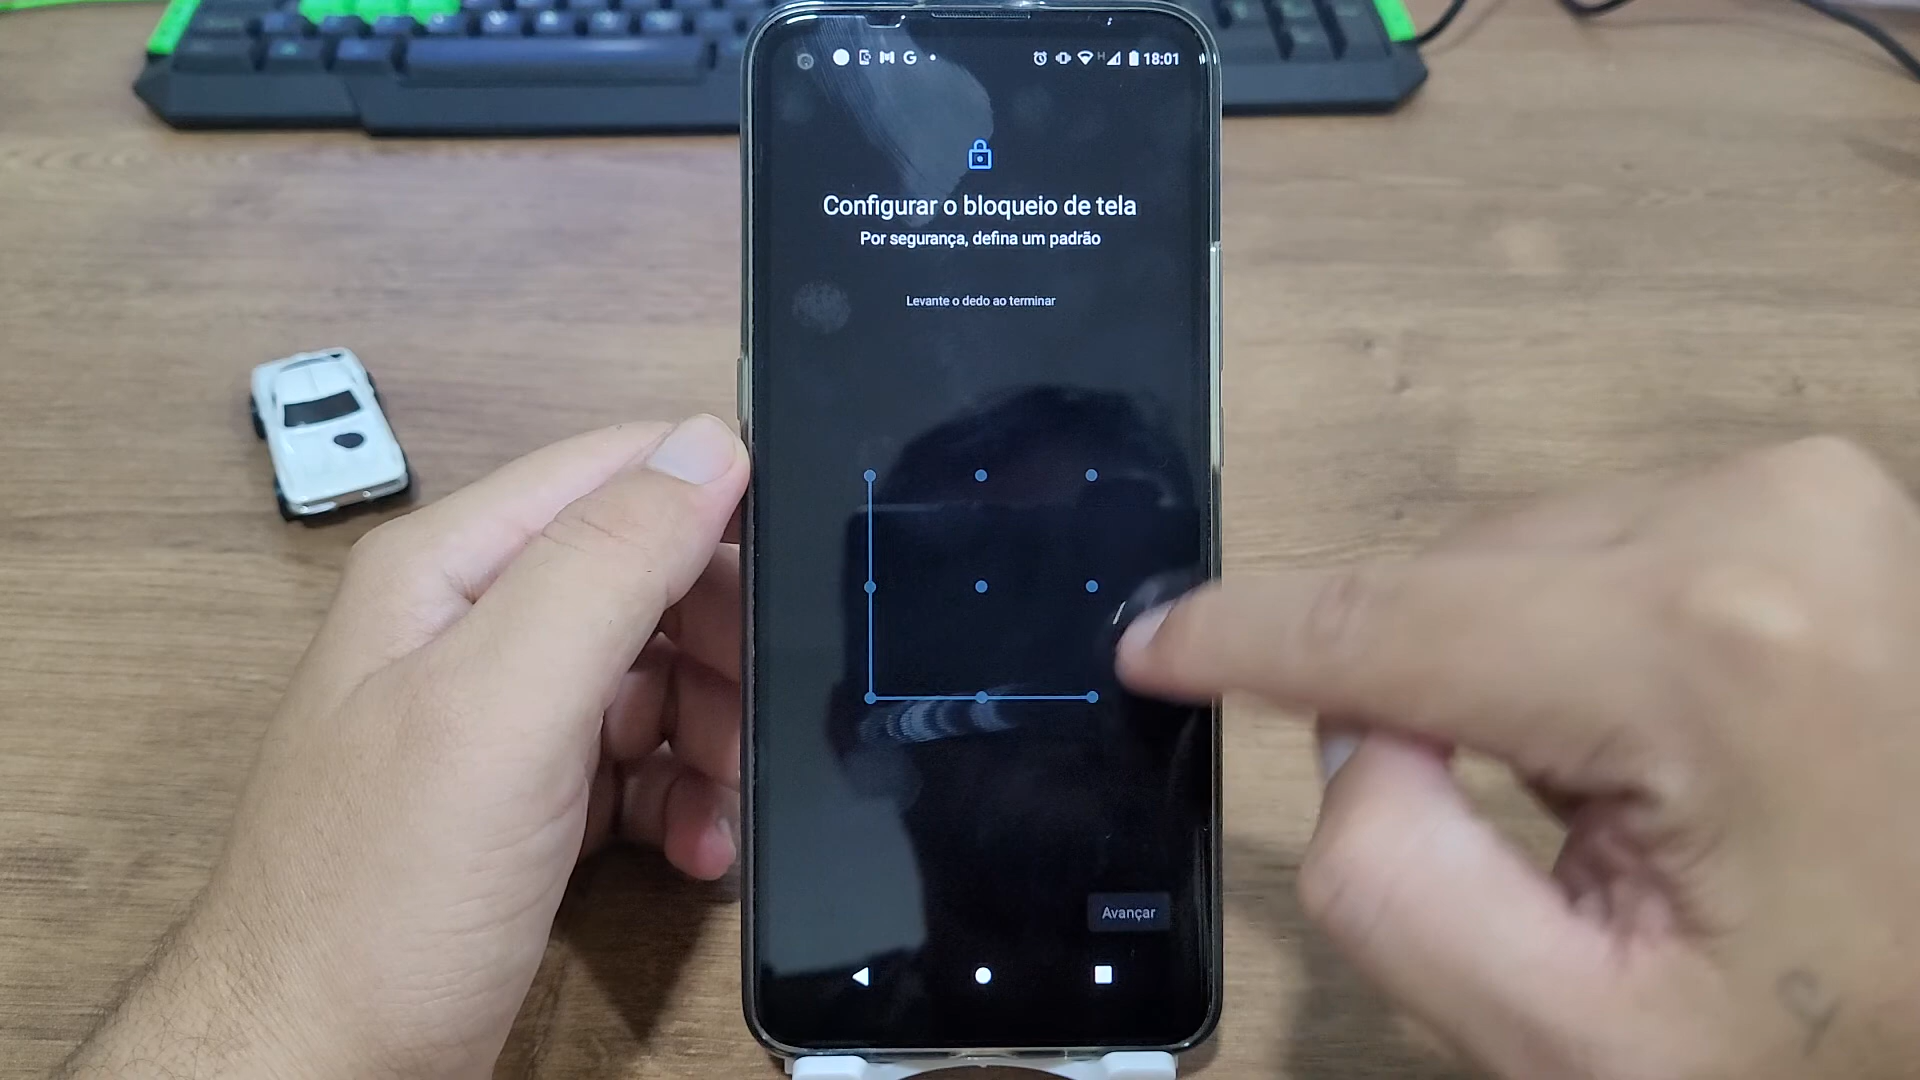 G H 18:01
Configurar o bloqueio de tela
Por segurança, defina um padrão
Levante o dedo ao terminar
Avançar